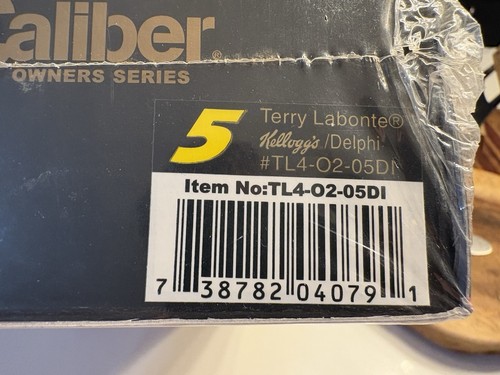 Caliber®
OWNERS SERIES
5
Terry Labonte®
Kellogg's /Delphi
#TL4-O2-05DI
Item No:TL4-O2-05DI
7 38782 04079 1